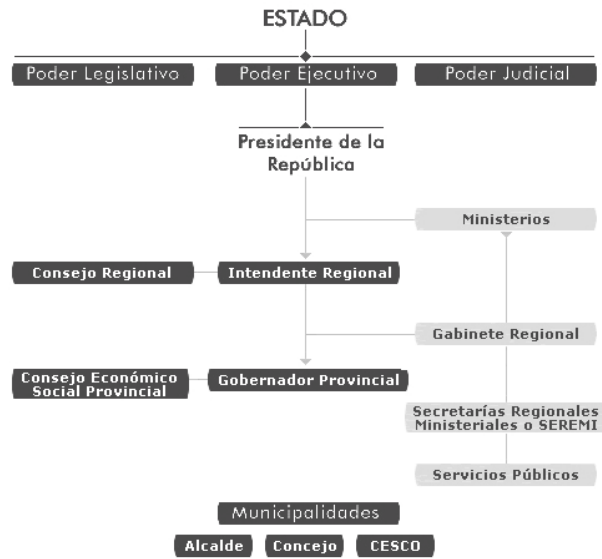 ESTADO
Poder Legislativo
Poder Ejecutivo
Poder Judicial
Presidente de la
República
Ministerios
Consejo Regional
Intendente Regional
Gabinete Regional
Consejo Económico
Social Provincial
Gobernador Provincial
Secretarías Regionales
Ministeriales o SEREMI
Servicios Públicos
Municipalidades
Alcalde
Concejo
CESCO